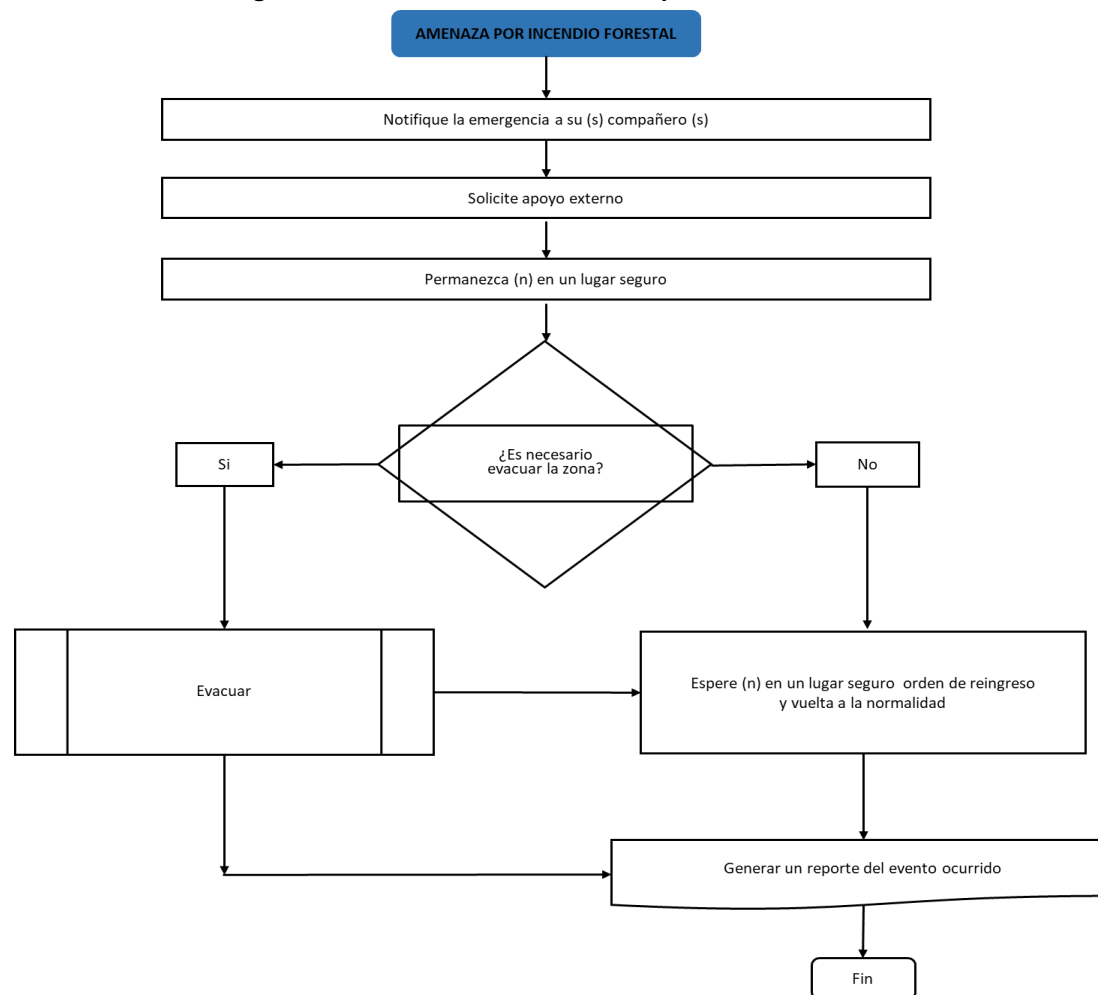 AMENAZA POR INCENDIO FORESTAL
Notifique la emergencia a su (s) compañero (s)
Solicite apoyo externo
Permanezca (n) en un lugar seguro
¿Es necesario
evacuar la zona?
Si
No
Evacuar
Espere (n) en un lugar seguro orden de reingreso
y vuelta a la normalidad
Generar un reporte del evento ocurrido
Fin